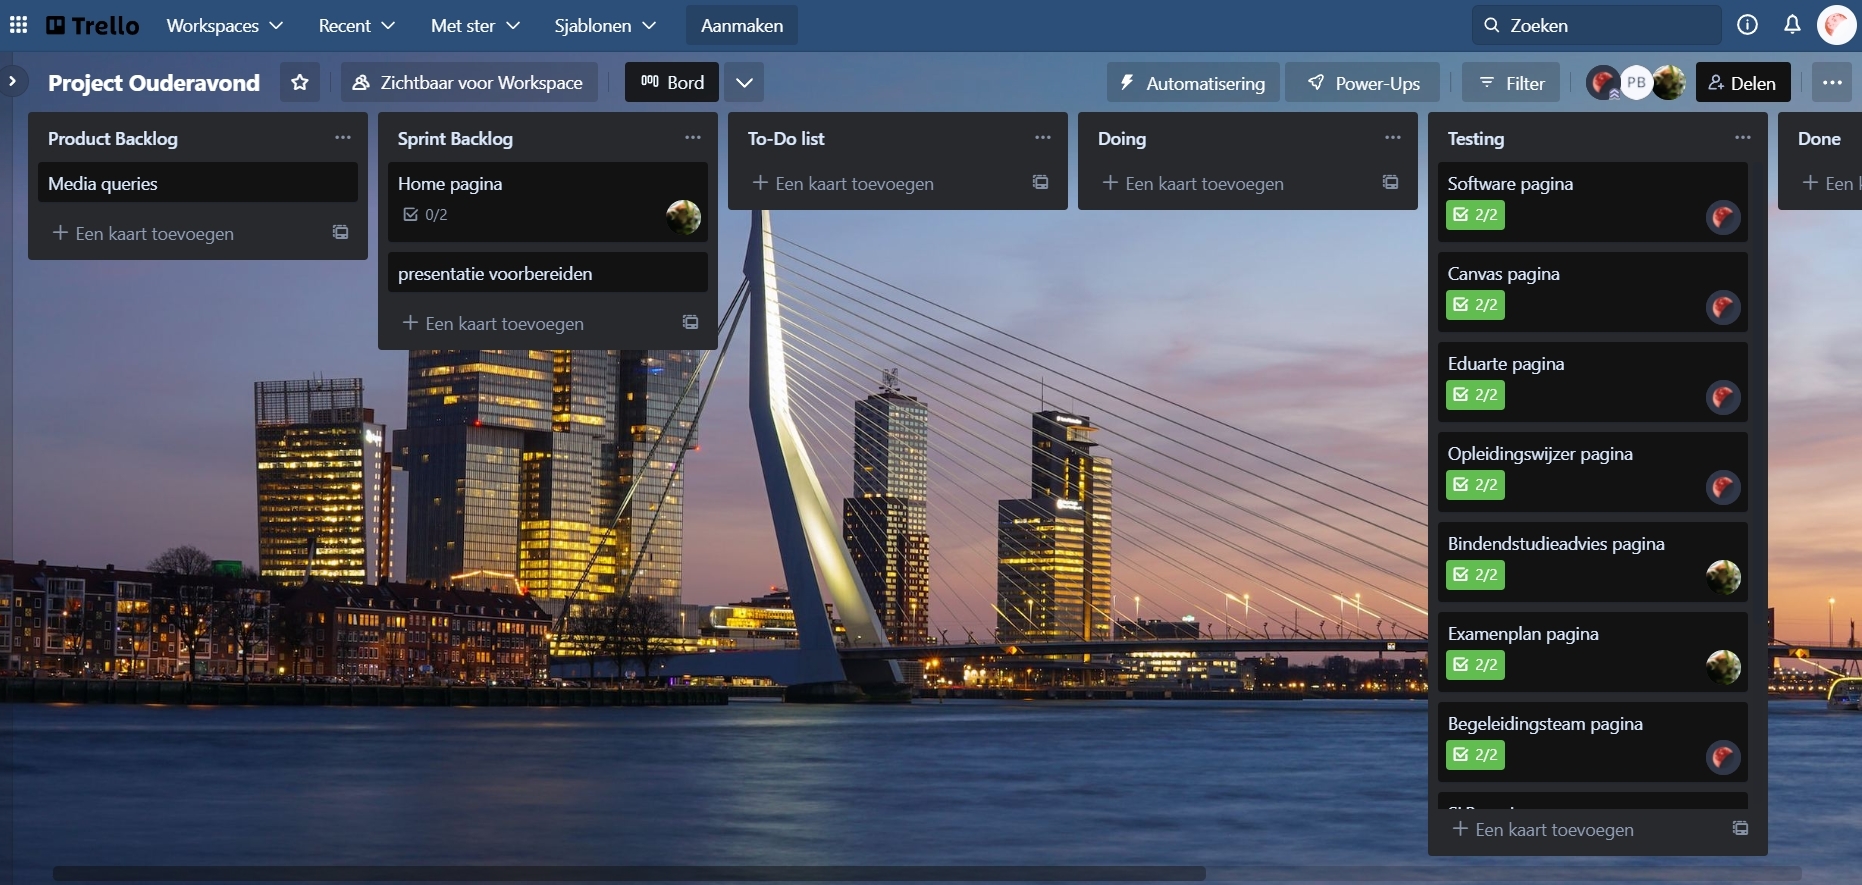 Trello Workspaces Recent Met ster Sjablonen Aanmaken Zoeken
Project Ouderavond Zichtbaar voor Workspace Bord Automatisering Power-Ups Filter PB Delen
Product Backlog
Media queries
Een kaart toevoegen
Sprint Backlog
Home pagina
0/2
presentatie voorbereiden
Een kaart toevoegen
To-Do list
Een kaart toevoegen
Doing
Een kaart toevoegen
Testing
Software pagina
2/2
Canvas pagina
2/2
Eduarte pagina
2/2
Opleidingswijzer pagina
2/2
Bindendstudieadvies pagina
2/2
Examenplan pagina
2/2
Begeleidingsteam pagina
2/2
Een kaart toevoegen
Done
Een